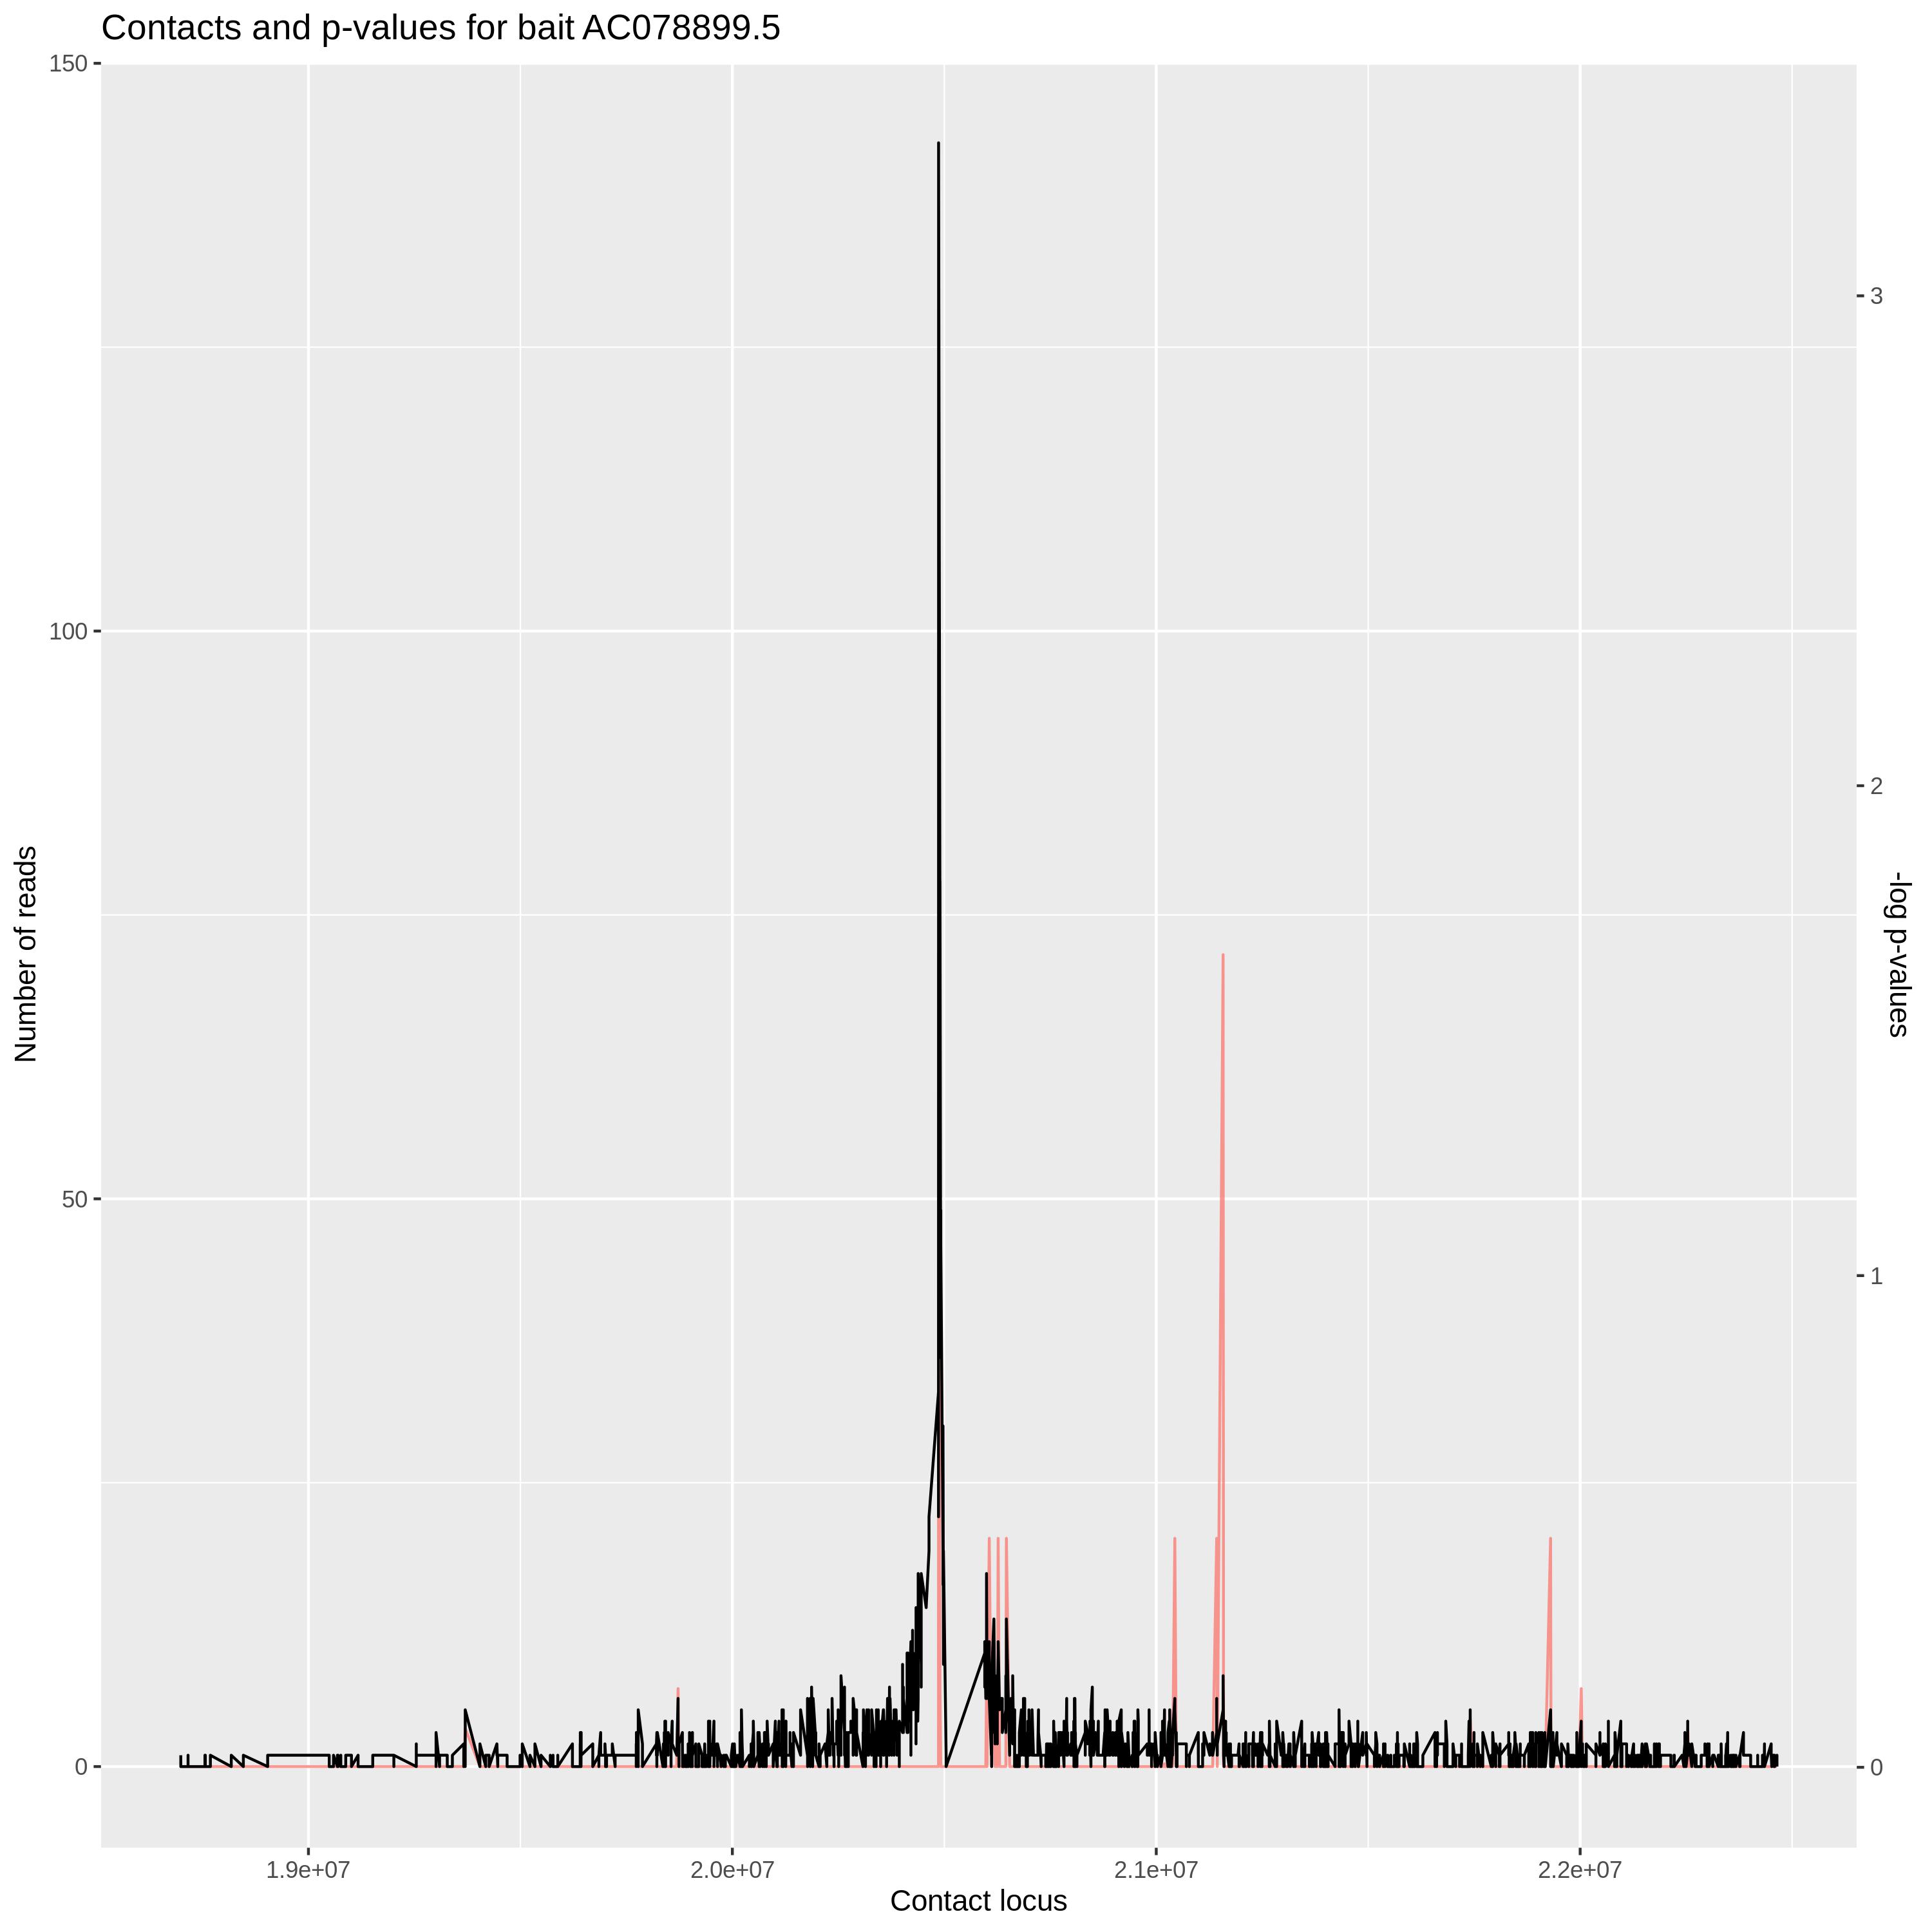 Contacts and p-values for bait AC078899.5
150
100
50
0
Number of reads
3
2
1
0
-log p-values
1.9e+07
2.0e+07
2.1e+07
2.2e+07
Contact locus